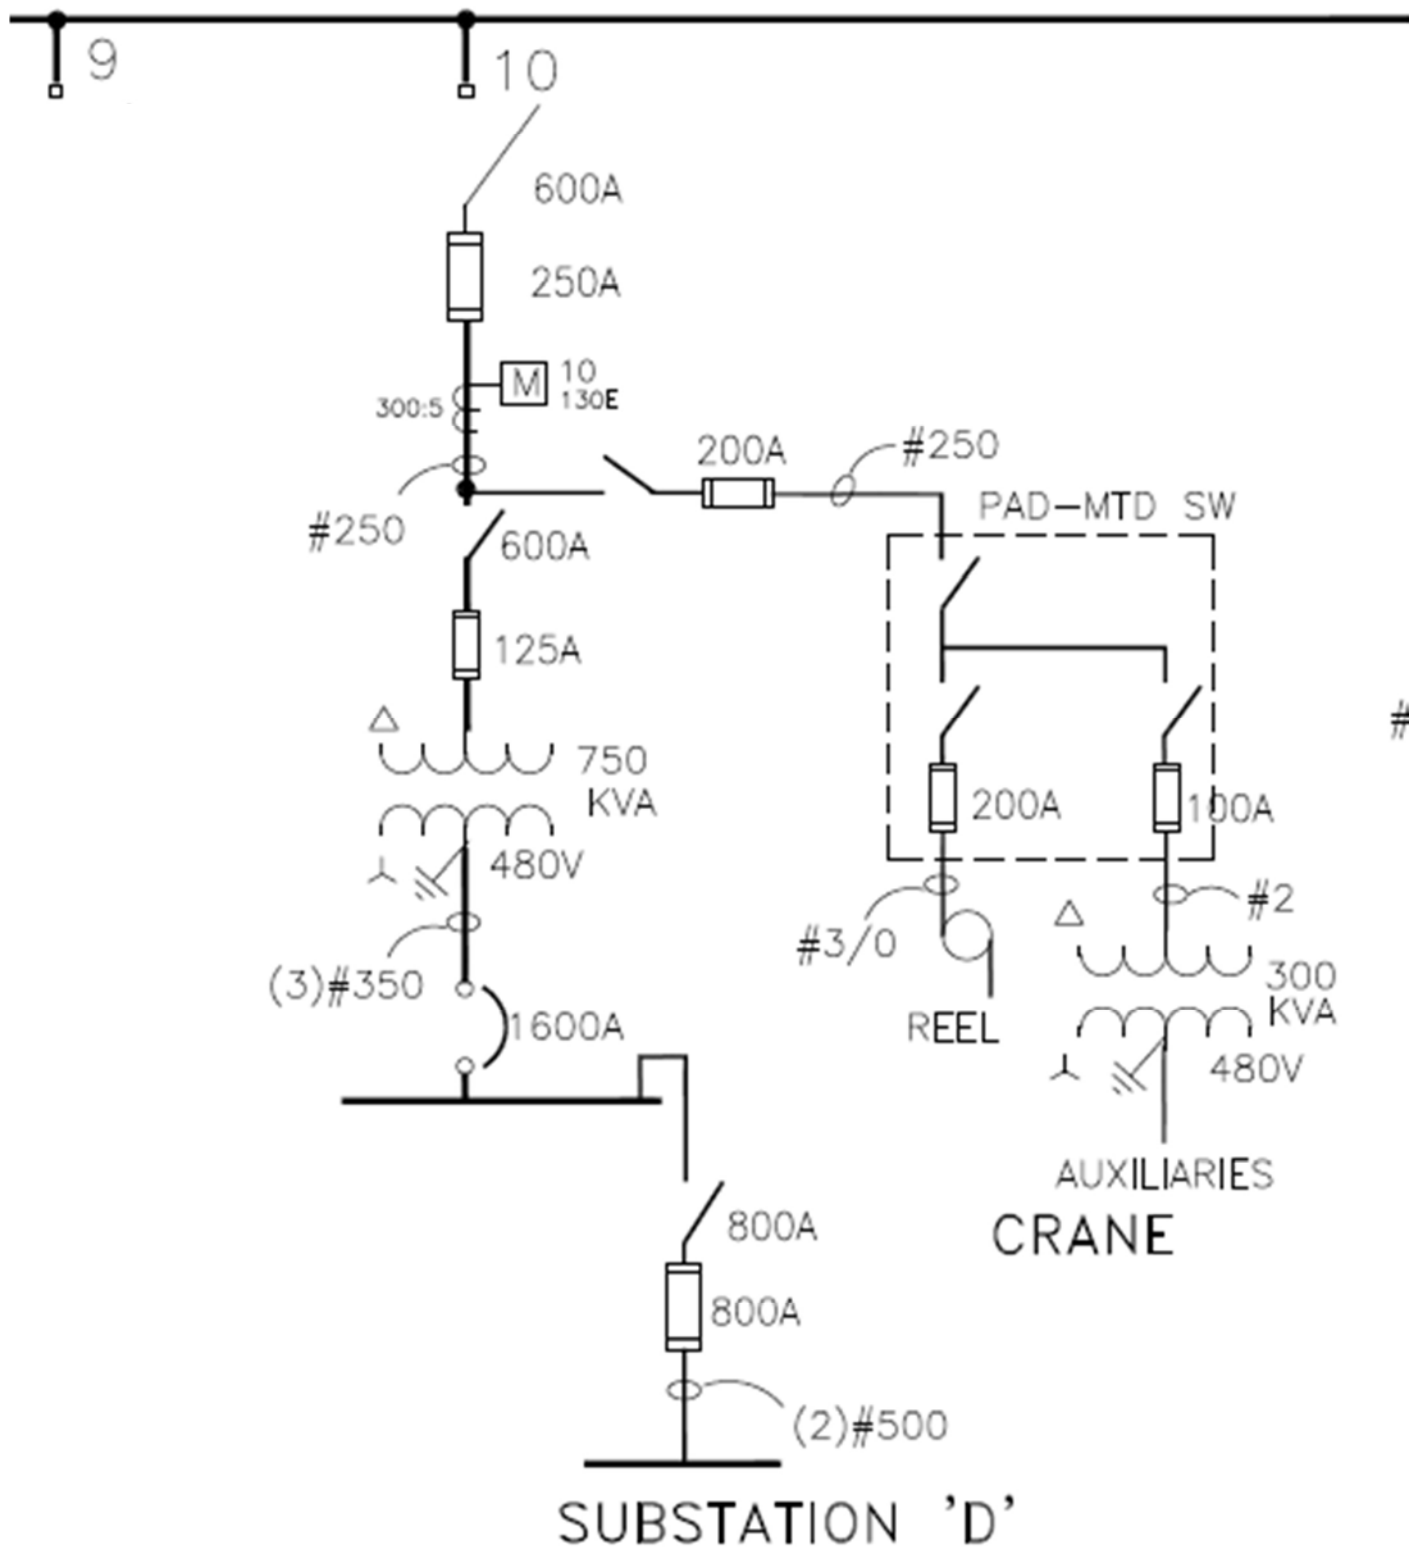 9
10
600A
250A
M
10
130E
300:5
#250
200A
#250
PAD-MTD SW
600A
125A
200A
100A
750
KVA
480V
#3/0
#2
REEL
300
KVA
480V
(3)#350
1600A
AUXILIARIES
CRANE
800A
800A
(2)#500
SUBSTATION 'D'
#